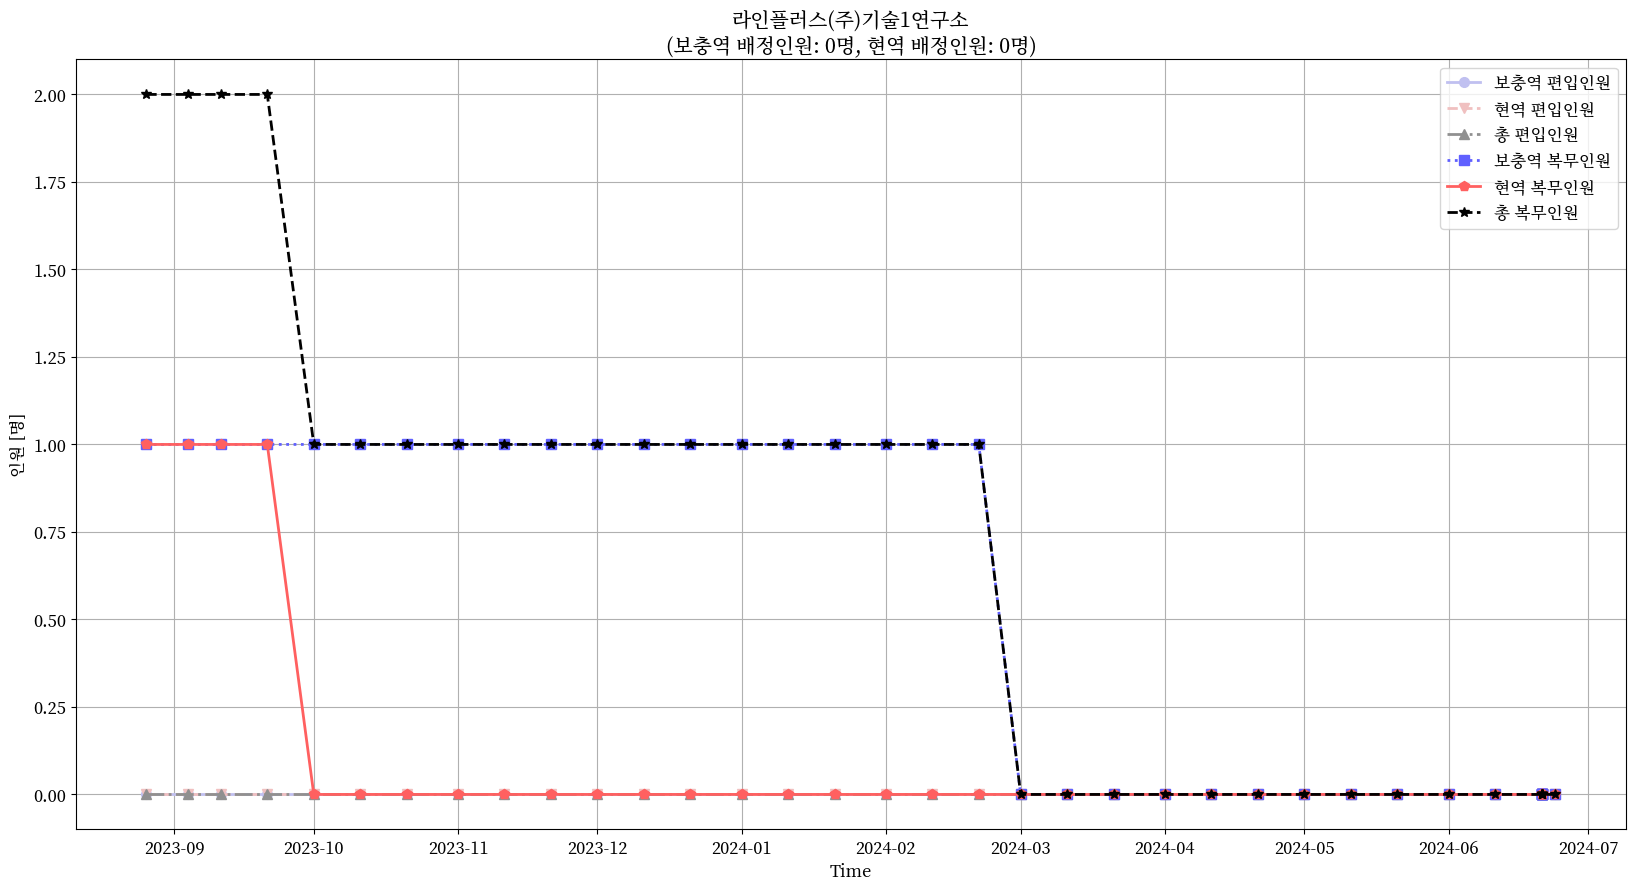 라인플러스(주)기술1연구소
(보충역 배정인원: 0명, 현역 배정인원: 0명)
보충역 편입인원
현역 편입인원
총 편입인원
보충역 복무인원
현역 복무인원
총 복무인원
인원 [명]
2.00
1.75
1.50
1.25
1.00
0.75
0.50
0.25
0.00
2023-09
2023-10
2023-11
2023-12
2024-01
2024-02
2024-03
2024-04
2024-05
2024-06
2024-07
Time